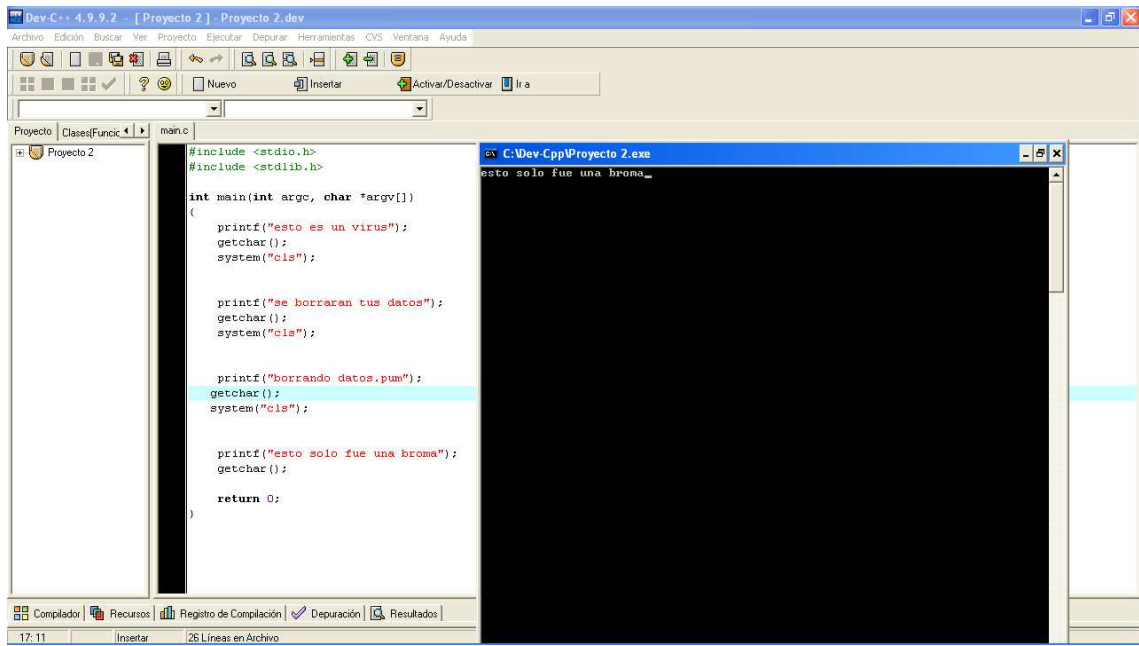 Dev-C++ 4.9.9.2 - [ Proyecto 2 ] - Proyecto 2.dev
Archivo Edición Buscar Ver Proyecto Ejecutar Depurar Herramientas CVS Ventana Ayuda
Nuevo Insertar Activar/Desactivar Ir a
Proyecto Clases(Funcic main.c
Proyecto 2
#include <stdio.h>
#include <stdlib.h>
int main(int argc, char *argv[])
{
printf("esto es un virus");
getchar();
system("cls");
printf("se borraran tus datos");
getchar();
system("cls");
printf("borrando datos.pum");
getchar();
system("cls");
printf("esto solo fue una broma");
getchar();
return 0;
}
C:\Dev-Cpp\Proyecto 2.exe
esto solo fue una broma_
Compilador Recursos Registro de Compilación Depuración Resultados
17: 11 Insertar 26 Líneas en Archivo